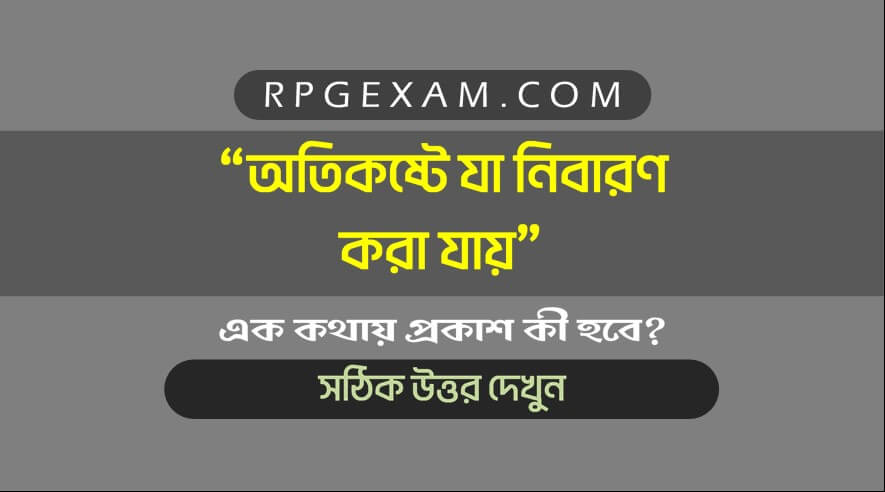 RPGEXAM.COM
“অতিকষ্টে যা নিবারণ
করা যায়”
এক কথায় প্রকাশ কী হবে?
সঠিক উত্তর দেখুন